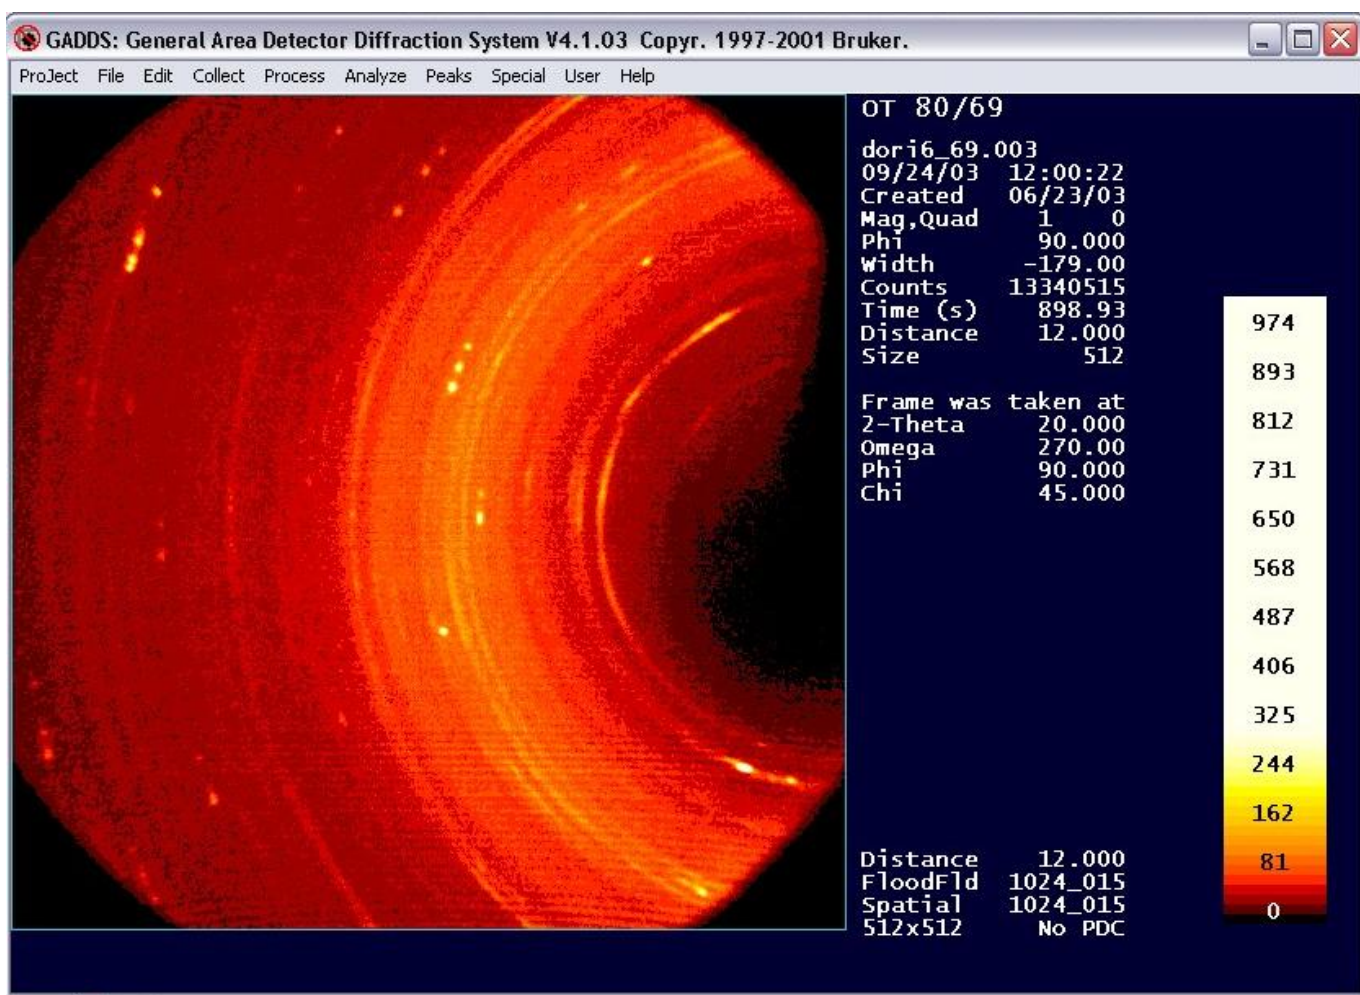 GADDS: General Area Detector Diffraction System V4.1.03 Copyr. 1997-2001 Bruker.
ProJect File Edit Collect Process Analyze Peaks Special User Help
OT 80/69
dori6_69.003
09/24/03 12:00:22
Created 06/23/03
Mag,Quad 1 0
Phi 90.000
Width -179.00
Counts 13340515
Time (s) 898.93
Distance 12.000
Size 512
Frame was taken at
2-Theta 20.000
Omega 270.00
Phi 90.000
Chi 45.000
Distance 12.000
FloodFld 1024_015
Spatial 1024_015
512x512 No PDC
974
893
812
731
650
568
487
406
325
244
162
81
0